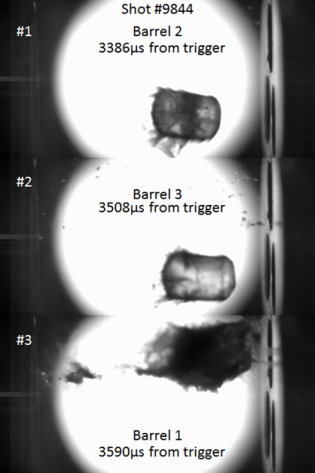 Shot #9844
#1
Barrel 2
3386µs from trigger
#2
Barrel 3
3508µs from trigger
#3
Barrel 1
3590µs from trigger